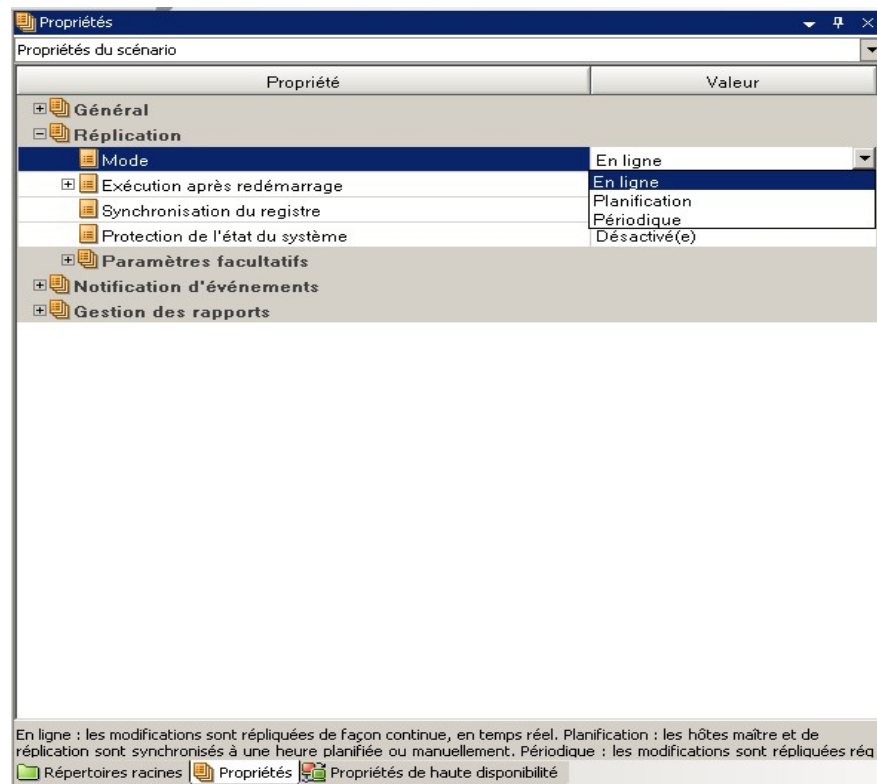 Propriétés
Propriétés du scénario
Propriété Valeur
Général
Réplication
Mode En ligne
Exécution après redémarrage En ligne
Planification
Synchronisation du registre Périodique
Protection de l'état du système Désactivé(e)
Paramètres facultatifs
Notification d'événements
Gestion des rapports
En ligne : les modifications sont répliquées de façon continue, en temps réel. Planification : les hôtes maître et de
réplication sont synchronisés à une heure planifiée ou manuellement. Périodique : les modifications sont répliquées rég
Répertoires racines Propriétés Propriétés de haute disponibilité